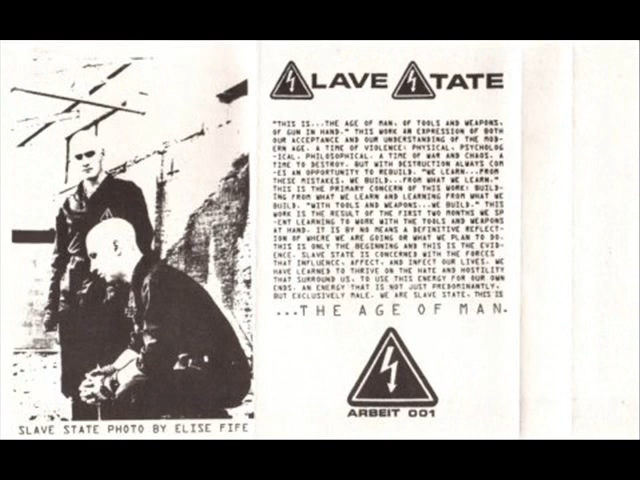 SLAVE STATE PHOTO BY ELISE FIFE
LAVE TATE
"THIS IS...THE AGE OF MAN. OF TOOLS AND WEAPONS.
OF GUN IN HAND." THIS WORK AN EXPRESSION OF BOTH
OUR ACCEPTANCE AND OUR UNDERSTANDING OF THE MOD-
ERN AGE. A TIME OF VIOLENCE: PHYSICAL. PSYCHOLOG
-ICAL. PHILOSOPHICAL. A TIME OF WAR AND CHAOS. A
TIME TO DESTROY. BUT WITH DESTRUCTION ALWAYS COM-
-ES AN OPPORTUNITY TO REBUILD. "WE LEARN...FROM
THESE MISTAKES. WE BUILD...FROM WHAT WE LEARN."
THIS IS THE PRIMARY CONCERN OF THIS WORK: BUILD-
ING FROM WHAT WE LEARN AND LEARNING FROM WHAT WE
BUILD. "WITH TOOLS AND WEAPONS...WE BUILD." THIS
WORK IS THE RESULT OF THE FIRST TWO MONTHS WE SP
-ENT LEARNING TO WORK WITH THE TOOLS AND WEAPONS
AT HAND. IT IS BY NO MEANS A DEFINITIVE REFLECT-
ION OF WHERE WE ARE GOING OR WHAT WE PLAN TO DO.
THIS IS ONLY THE BEGINNING AND THIS IS THE EVID-
ENCE. SLAVE STATE IS CONCERNED WITH THE FORCES
THAT INFLUENCE, AFFECT, AND INFECT OUR LIVES. WE
HAVE LEARNED TO THRIVE ON THE HATE AND HOSTILITY
THAT SURROUND US. TO USE THIS ENERGY FOR OUR OWN
ENDS. AN ENERGY THAT IS NOT JUST PREDOMINANTLY,
BUT EXCLUSIVELY MALE. WE ARE SLAVE STATE. THIS IS
...THE AGE OF MAN.
ARBEIT 001